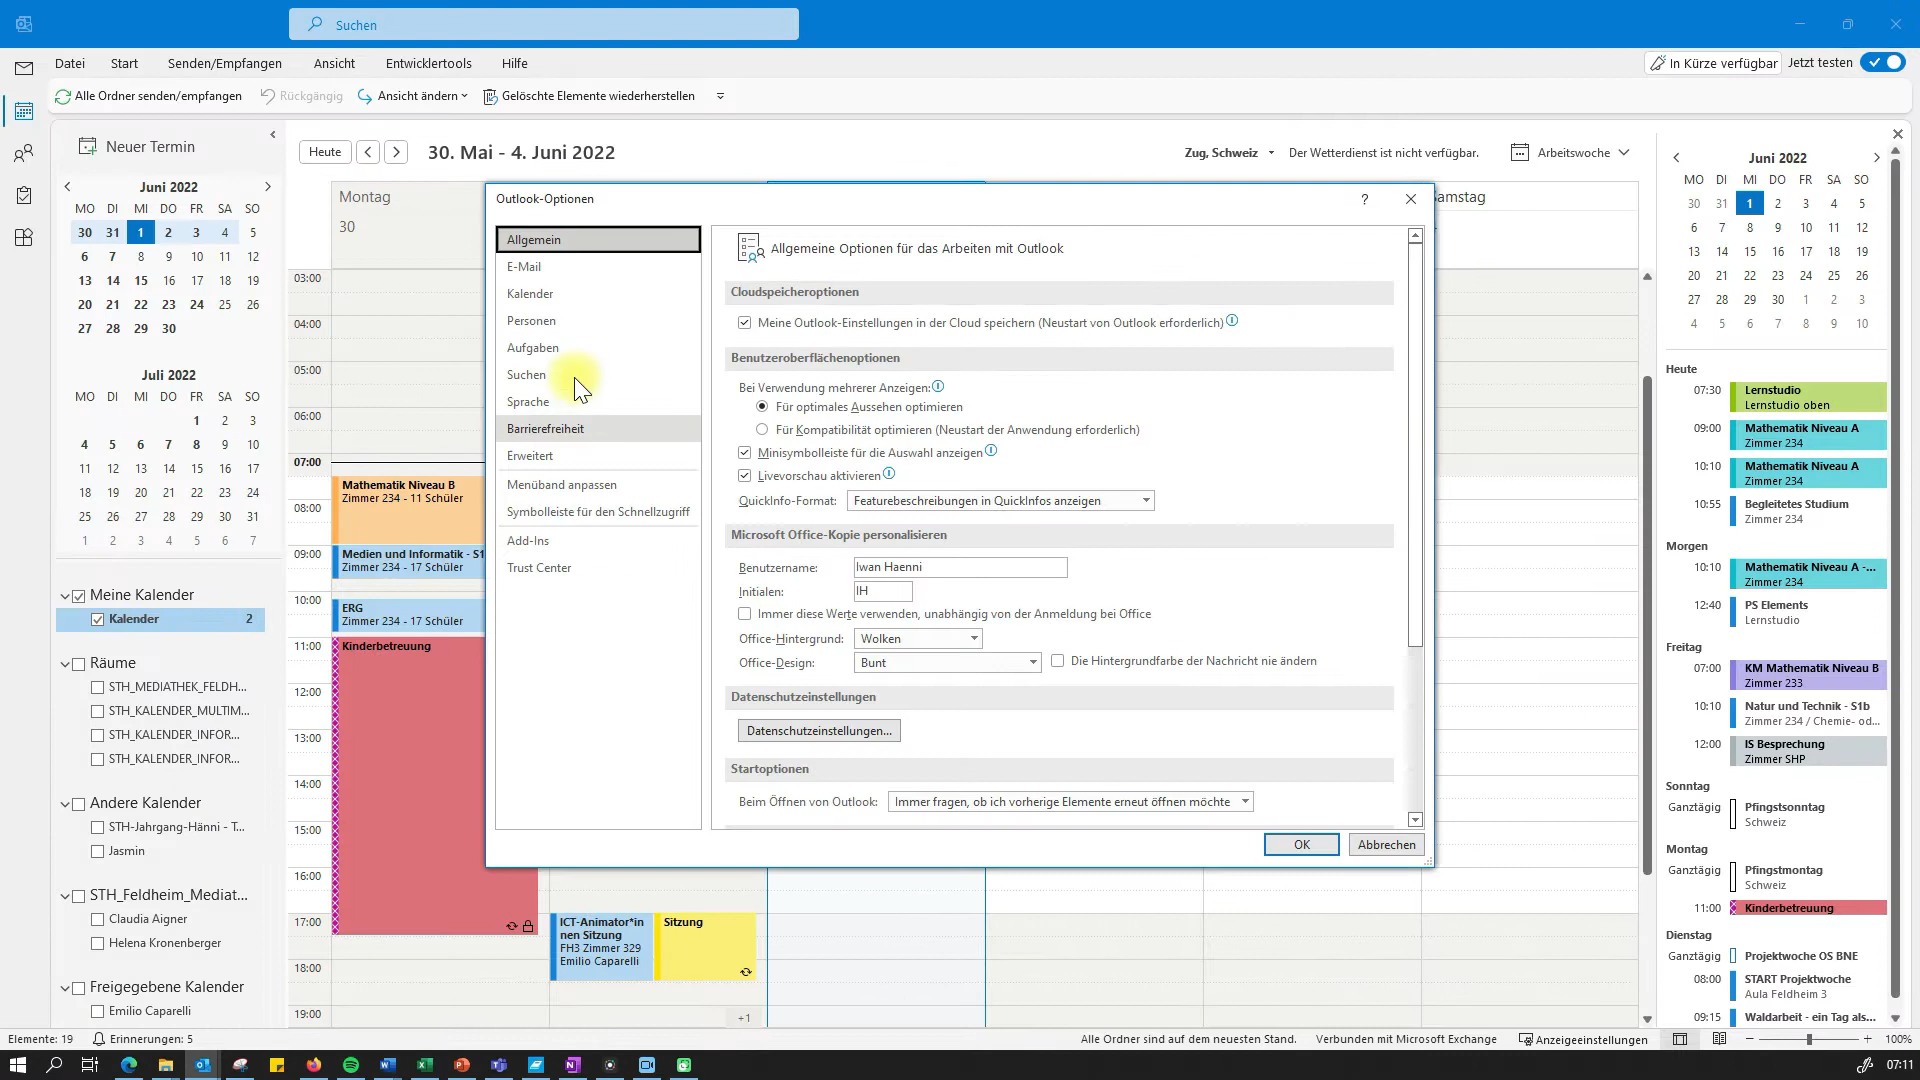 Suchen
Datei Start Senden/Empfangen Ansicht Entwicklertools Hilfe
In Kürze verfügbar Jetzt testen
Alle Ordner senden/empfangen Rückgängig Ansicht ändern Gelöschte Elemente wiederherstellen
Neuer Termin
Juni 2022
MO DI MI DO FR SA SO
30 31 1 2 3 4 5
6 7 8 9 10 11 12
13 14 15 16 17 18 19
20 21 22 23 24 25 26
27 28 29 30
Juli 2022
MO DI MI DO FR SA SO
1 2 3
4 5 6 7 8 9 10
11 12 13 14 15 16 17
18 19 20 21 22 23 24
25 26 27 28 29 30 31
1 2 3 4 5 6 7
Meine Kalender
Kalender 2
Räume
STH_MEDIATHEK_FELDH...
STH_KALENDER_MULTIM...
STH_KALENDER_INFOR...
STH_KALENDER_INFOR...
Andere Kalender
STH-Jahrgang-Hänni - T...
Jasmin
STH_Feldheim_Mediat...
Claudia Aigner
Helena Kronenberger
Freigegebene Kalender
Emilio Caparelli
Heute 30. Mai - 4. Juni 2022 Zug, Schweiz Der Wetterdienst ist nicht verfügbar. Arbeitswoche
Montag
30
03:00
04:00
05:00
06:00
07:00
08:00
09:00
10:00
11:00
12:00
13:00
14:00
15:00
16:00
17:00
18:00
19:00
Mathematik Niveau B
Zimmer 234 - 11 Schüler
Medien und Informatik - S1
Zimmer 234 - 17 Schüler
ERG
Zimmer 234 - 17 Schüler
Kinderbetreuung
ICT-Animator*in
nen Sitzung
FH3 Zimmer 329
Emilio Caparelli
Sitzung
+1
Outlook-Optionen ?
Allgemein
E-Mail
Kalender
Personen
Aufgaben
Suchen
Sprache
Barrierefreiheit
Erweitert
Menüband anpassen
Symbolleiste für den Schnellzugriff
Add-Ins
Trust Center
Allgemeine Optionen für das Arbeiten mit Outlook
Cloudspeicheroptionen
Meine Outlook-Einstellungen in der Cloud speichern (Neustart von Outlook erforderlich)
Benutzeroberflächenoptionen
Bei Verwendung mehrerer Anzeigen:
Für optimales Aussehen optimieren
Für Kompatibilität optimieren (Neustart der Anwendung erforderlich)
Minisymbolleiste für die Auswahl anzeigen
Livevorschau aktivieren
QuickInfo-Format: Featurebeschreibungen in QuickInfos anzeigen
Microsoft Office-Kopie personalisieren
Benutzername: Iwan Haenni
Initialen: IH
Immer diese Werte verwenden, unabhängig von der Anmeldung bei Office
Office-Hintergrund: Wolken
Office-Design: Bunt Die Hintergrundfarbe der Nachricht nie ändern
Datenschutzeinstellungen
Datenschutzeinstellungen...
Startoptionen
Beim Öffnen von Outlook: Immer fragen, ob ich vorherige Elemente erneut öffnen möchte
OK Abbrechen
Juni 2022
MO DI MI DO FR SA SO
30 31 1 2 3 4 5
6 7 8 9 10 11 12
13 14 15 16 17 18 19
20 21 22 23 24 25 26
27 28 29 30 1 2 3
4 5 6 7 8 9 10
Heute
07:30 Lernstudio
Lernstudio oben
09:00 Mathematik Niveau A
Zimmer 234
10:10 Mathematik Niveau A
Zimmer 234
10:55 Begleitetes Studium
Zimmer 234
Morgen
10:10 Mathematik Niveau A -...
Zimmer 234
12:40 PS Elements
Lernstudio
Freitag
07:00 KM Mathematik Niveau B
Zimmer 233
10:10 Natur und Technik - S1b
Zimmer 234 / Chemie- od...
12:00 IS Besprechung
Zimmer SHP
Sonntag
Ganztägig Pfingstsonntag
Schweiz
Montag
Ganztägig Pfingstmontag
Schweiz
11:00 Kinderbetreuung
Dienstag
Ganztägig Projektwoche OS BNE
08:00 START Projektwoche
Aula Feldheim 3
09:15 Waldarbeit - ein Tag als...
Elemente: 19 Erinnerungen: 5 Alle Ordner sind auf dem neuesten Stand. Verbunden mit Microsoft Exchange Anzeigeeinstellungen 100%
07:11